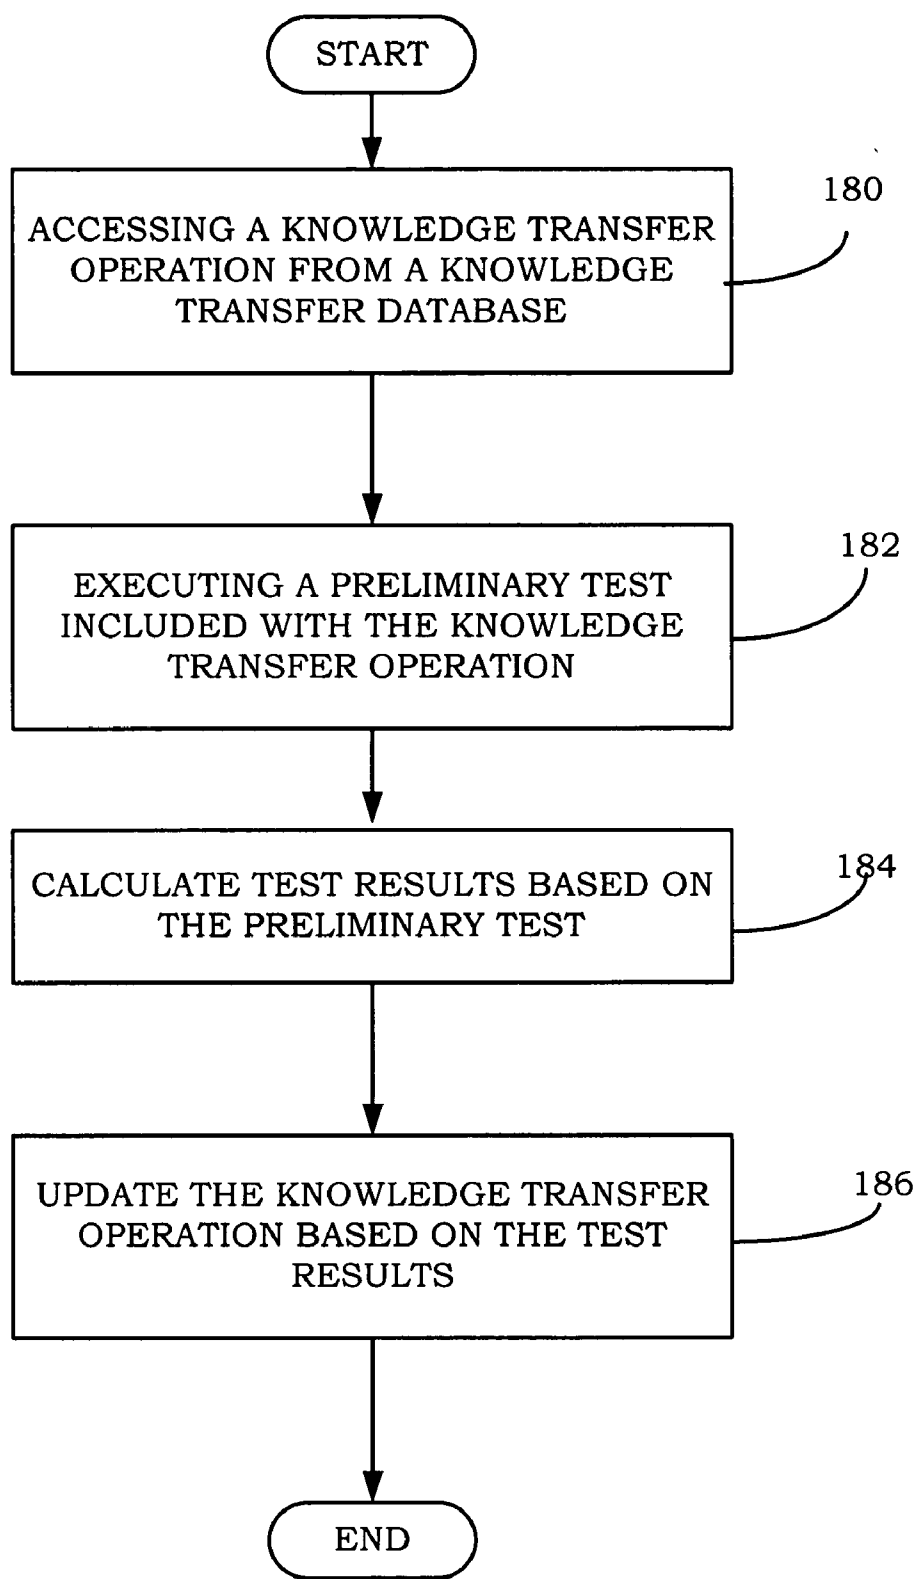 START
180
ACCESSING A KNOWLEDGE TRANSFER
OPERATION FROM A KNOWLEDGE
TRANSFER DATABASE
182
EXECUTING A PRELIMINARY TEST
INCLUDED WITH THE KNOWLEDGE
TRANSFER OPERATION
184
CALCULATE TEST RESULTS BASED ON
THE PRELIMINARY TEST
186
UPDATE THE KNOWLEDGE TRANSFER
OPERATION BASED ON THE TEST
RESULTS
END